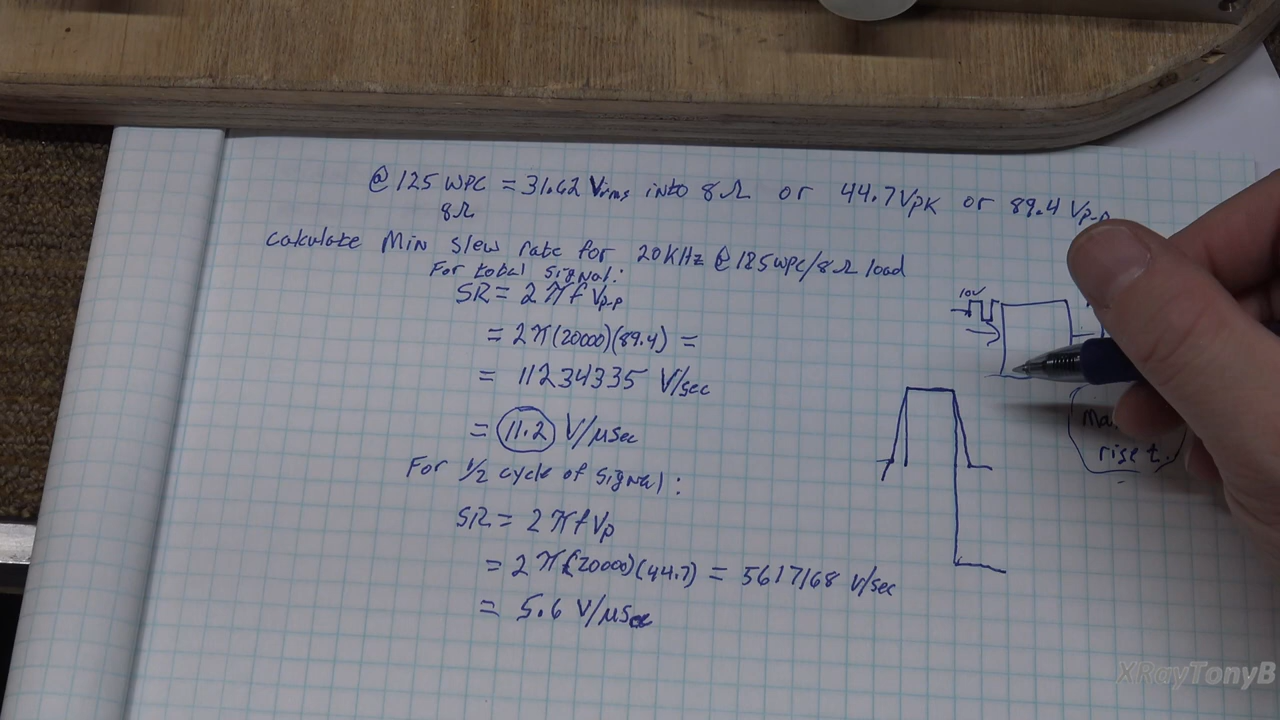 @ 125 WPC = 31.62 Vrms into 8Ω or 44.7 VpK or 89.4 Vp-p
8Ω
Calculate Min Slew rate for 20KHz @ 125WPC/8Ω load
For total Signal:
SR = 2πf Vp-p
= 2π(20000)(89.4) =
= 11234335 V/sec
= 11.2 V/μSec
For 1/2 cycle of Signal:
SR = 2πf Vp
= 2π(20000)(44.7) = 5617168 V/sec
= 5.6 V/μSec
10V
rise t.
XRayTonyB